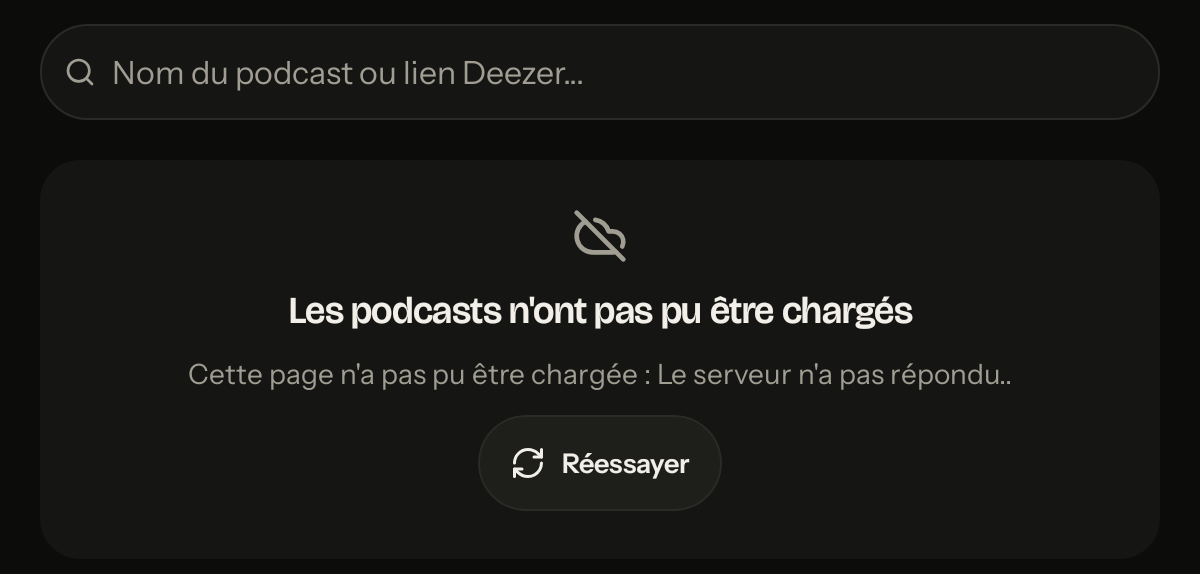 Nom du podcast ou lien Deezer...
Les podcasts n'ont pas pu être chargés
Cette page n'a pas pu être chargée : Le serveur n'a pas répondu..
Réessayer